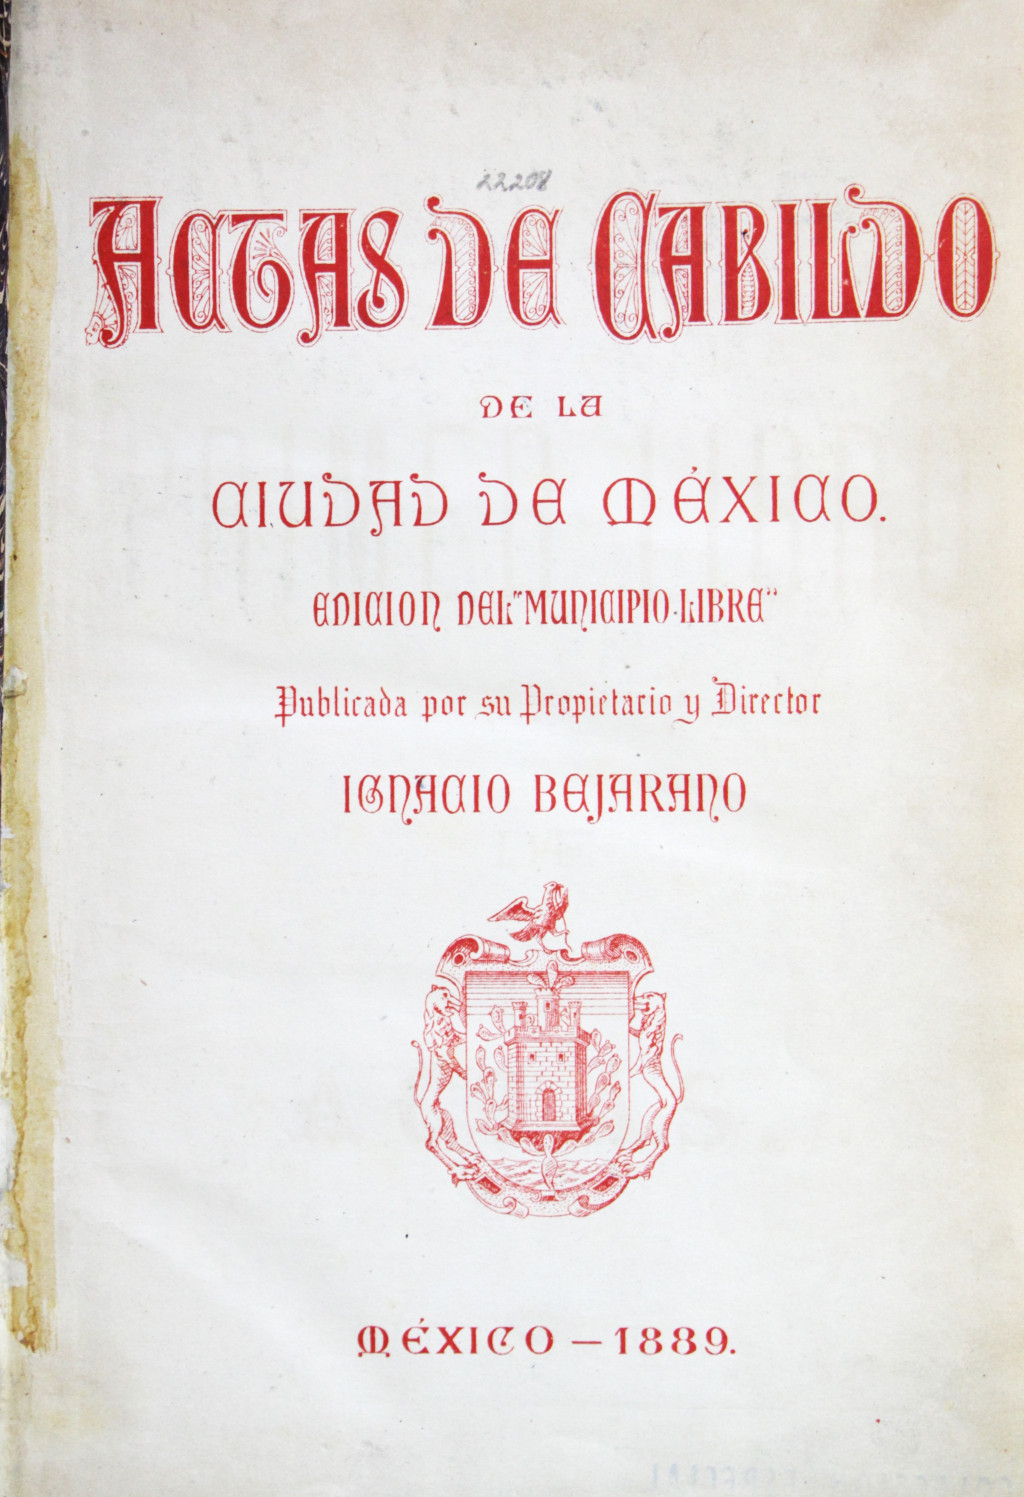 22208
ACTAS DE CABILDO
DE LA
CIUDAD DE MÉXICO.
EDICION DEL "MUNICIPIO-LIBRE"
Publicada por su Propietario y Director
IGNACIO BEJARANO
MÉXICO — 1889.